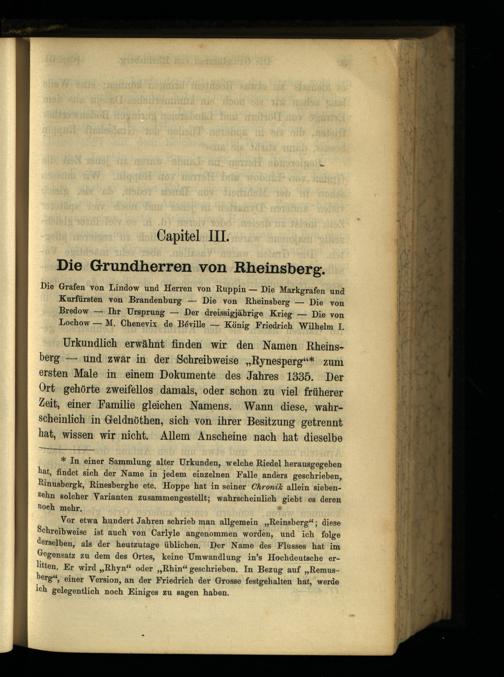 Capitel III.
Die Grundherren von Rheinsberg.
Die Grafen von Lindow und Herren von Ruppin — Die Markgrafen und
Kurfürsten von Brandenburg — Die von Rheinsberg — Die von
Bredow — Ihr Ursprung — Der dreissigjährige Krieg — Die von
Lochow — M. Chenevix de Béville — König Friedrich Wilhelm I.
Urkundlich erwähnt finden wir den Namen Rheins-
berg — und zwar in der Schreibweise „Rynesperg“* zum
ersten Male in einem Dokumente des Jahres 1335. Der
Ort gehörte zweifellos damals, oder schon zu viel früherer
Zeit, einer Familie gleichen Namens. Wann diese, wahr-
scheinlich in Geldnöthen, sich von ihrer Besitzung getrennt
hat, wissen wir nicht. Allem Anscheine nach hat dieselbe
* In einer Sammlung alter Urkunden, welche Riedel herausgegeben
hat, findet sich der Name in jedem einzelnen Falle anders geschrieben,
Rinusbergk, Rinesberghe etc. Hoppe hat in seiner Chronik allein sieben-
zehn solcher Varianten zusammengestellt; wahrscheinlich giebt es deren
noch mehr.
Vor etwa hundert Jahren schrieb man allgemein „Reinsberg“; diese
Schreibweise ist auch von Carlyle angenommen worden, und ich folge
derselben, als der heutzutage üblichen. Der Name des Flusses hat im
Gegensatz zu dem des Ortes, keine Umwandlung in's Hochdeutsche er-
litten. Er wird „Rhyn“ oder „Rhin“ geschrieben. In Bezug auf „Remus-
berg“, einer Version, an der Friedrich der Grosse festgehalten hat, werde
ich gelegentlich noch Einiges zu sagen haben.